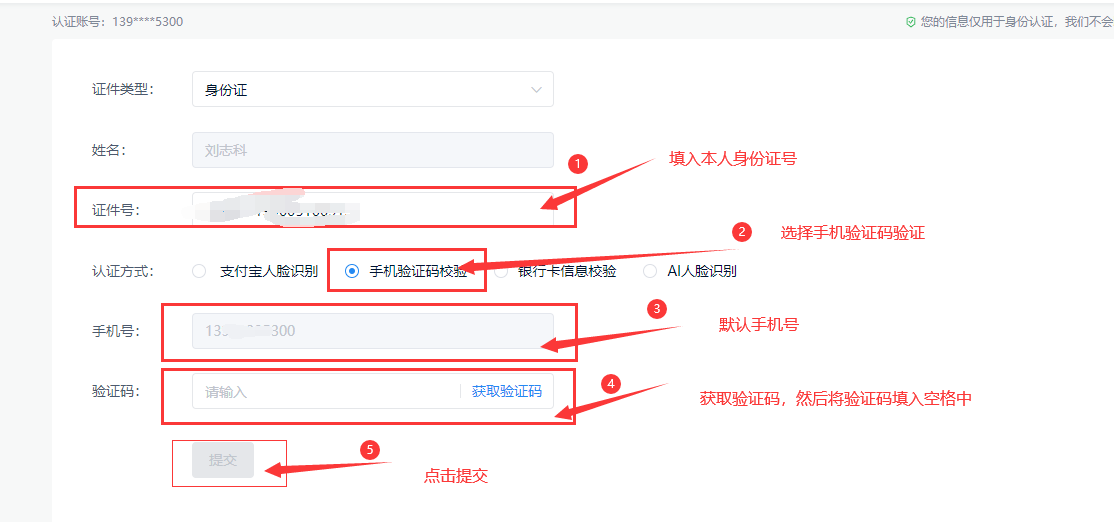 认证账号：139****5300
您的信息仅用于身份认证，我们不会
证件类型：
身份证
姓名：
刘志科
1
填入本人身份证号
证件号：
2
选择手机验证码验证
认证方式：
支付宝人脸识别
手机验证码校验
银行卡信息校验
AI人脸识别
3
手机号：
300
默认手机号
4
验证码：
请输入
获取验证码
获取验证码，然后将验证码填入空格中
5
提交
点击提交